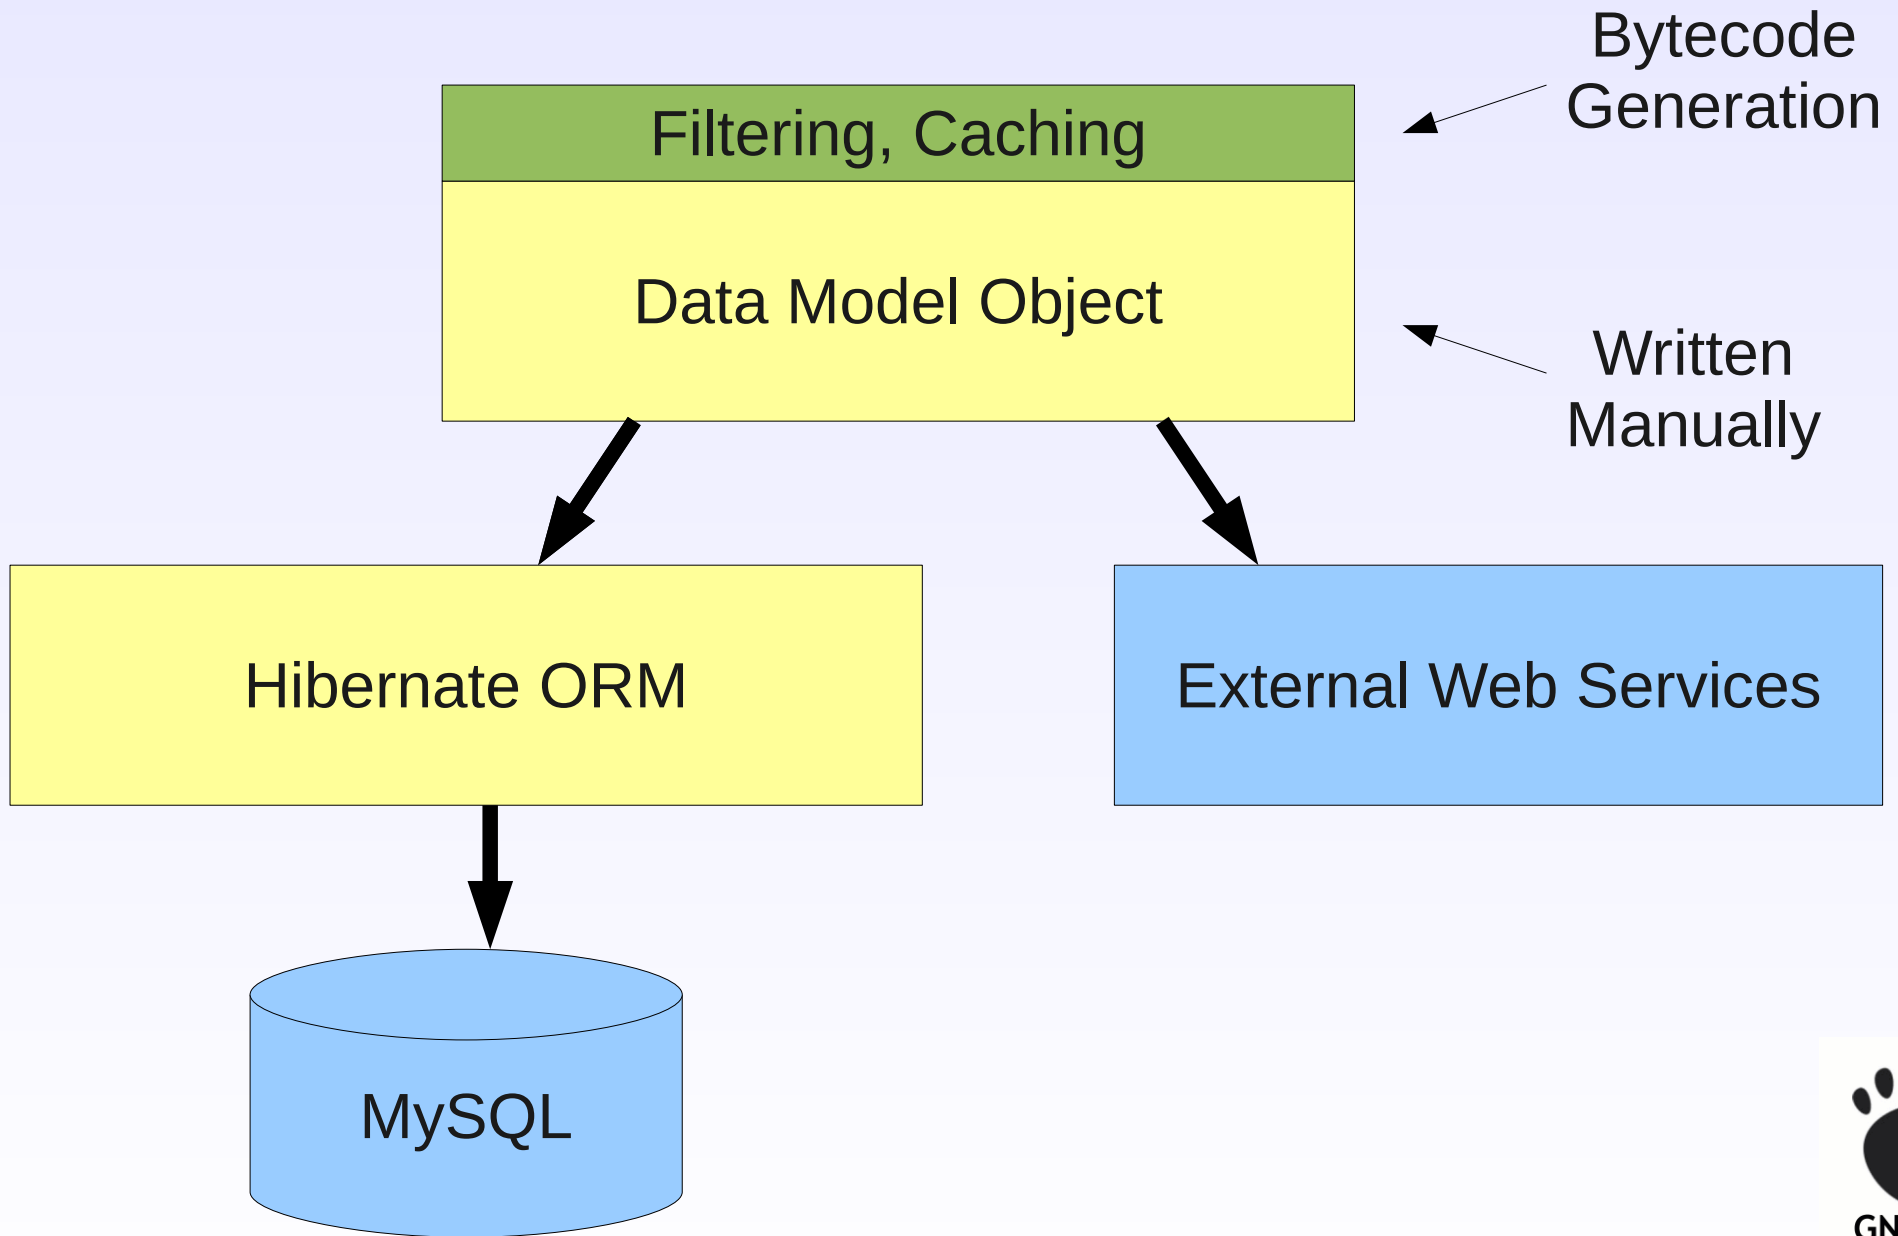 Bytecode
Generation
Filtering, Caching
Data Model Object
Written
Manually
Hibernate ORM
External Web Services
MySQL